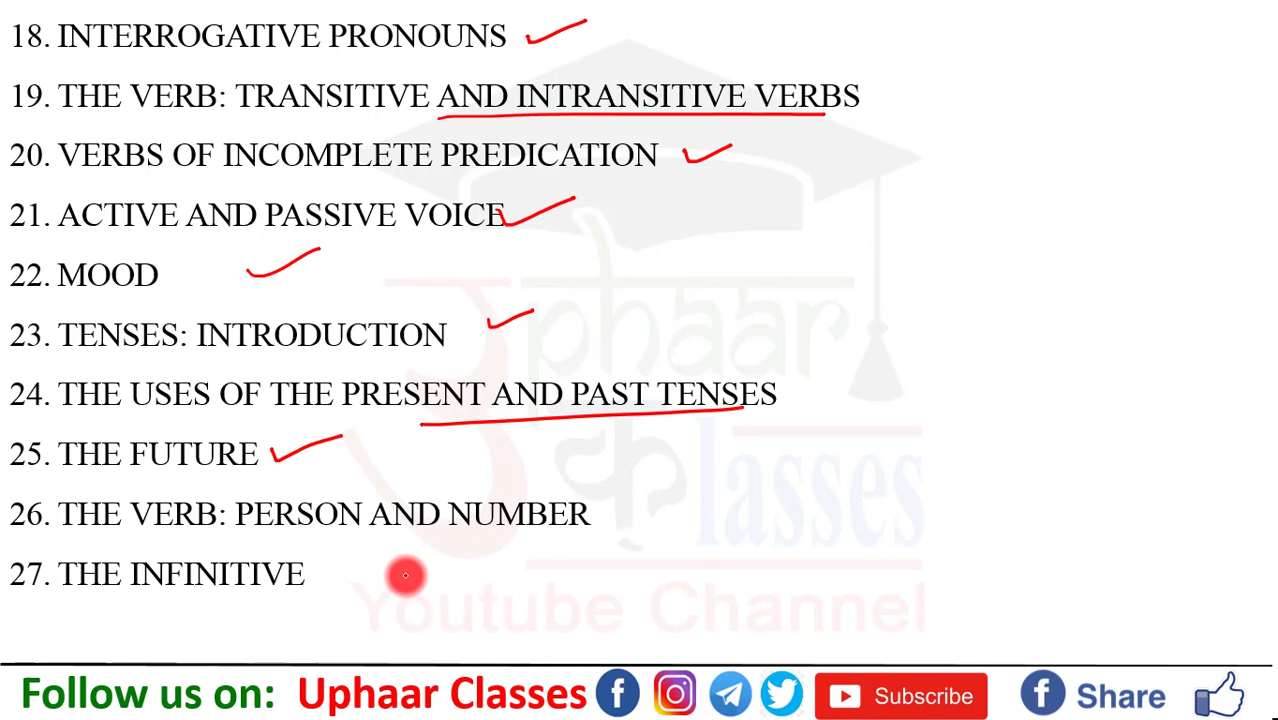 18. INTERROGATIVE PRONOUNS
19. THE VERB: TRANSITIVE AND INTRANSITIVE VERBS
20. VERBS OF INCOMPLETE PREDICATION
21. ACTIVE AND PASSIVE VOICE
22. MOOD
23. TENSES: INTRODUCTION
24. THE USES OF THE PRESENT AND PAST TENSES
25. THE FUTURE
26. THE VERB: PERSON AND NUMBER
27. THE INFINITIVE
उphaar
कlasses
Youtube Channel
Follow us on: Uphaar Classes Subscribe Share